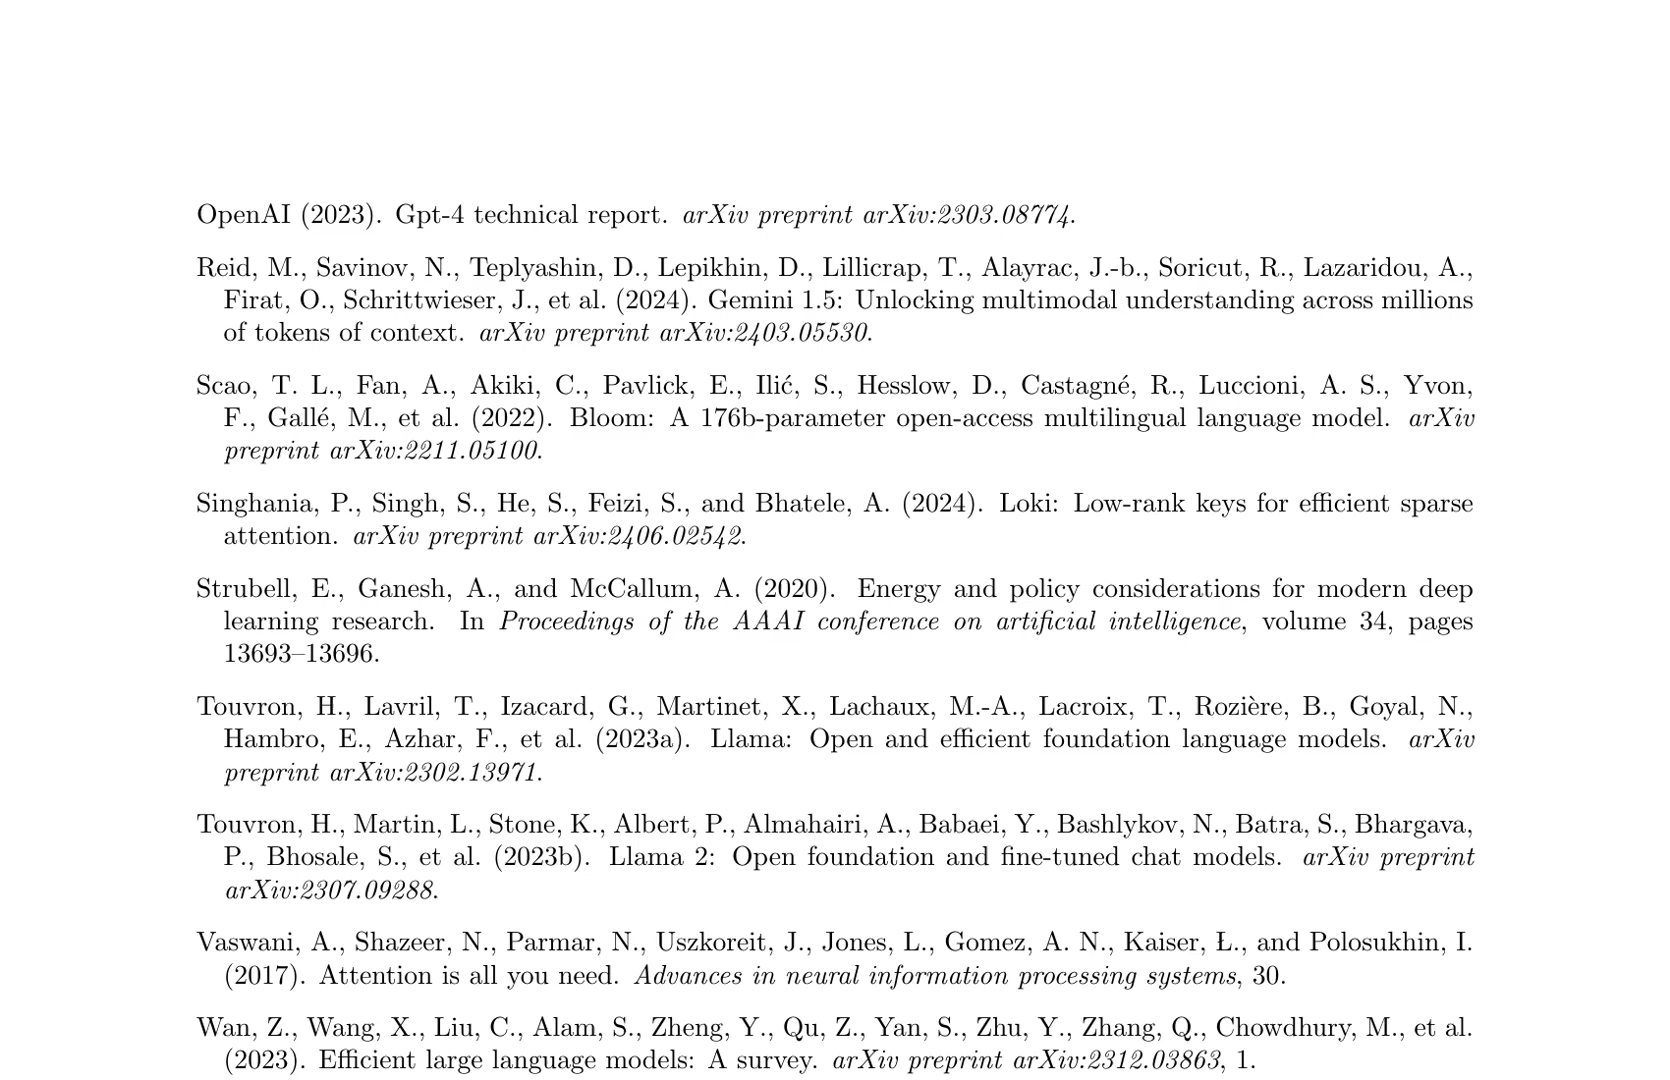 OpenAI (2023). Gpt-4 technical report. arXiv preprint arXiv:2303.08774.
Reid, M., Savinov, N., Teplyashin, D., Lepikhin, D., Lillicrap, T., Alayrac, J.-b., Soricut, R., Lazaridou, A.,
Firat, O., Schrittwieser, J., et al. (2024). Gemini 1.5: Unlocking multimodal understanding across millions
of tokens of context. arXiv preprint arXiv:2403.05530.
Scao, T. L., Fan, A., Akiki, C., Pavlick, E., Ilić, S., Hesslow, D., Castagné, R., Luccioni, A. S., Yvon,
F., Gallé, M., et al. (2022). Bloom: A 176b-parameter open-access multilingual language model. arXiv
preprint arXiv:2211.05100.
Singhania, P., Singh, S., He, S., Feizi, S., and Bhatele, A. (2024). Loki: Low-rank keys for efficient sparse
attention. arXiv preprint arXiv:2406.02542.
Strubell, E., Ganesh, A., and McCallum, A. (2020). Energy and policy considerations for modern deep
learning research. In Proceedings of the AAAI conference on artificial intelligence, volume 34, pages
13693–13696.
Touvron, H., Lavril, T., Izacard, G., Martinet, X., Lachaux, M.-A., Lacroix, T., Rozière, B., Goyal, N.,
Hambro, E., Azhar, F., et al. (2023a). Llama: Open and efficient foundation language models. arXiv
preprint arXiv:2302.13971.
Touvron, H., Martin, L., Stone, K., Albert, P., Almahairi, A., Babaei, Y., Bashlykov, N., Batra, S., Bhargava,
P., Bhosale, S., et al. (2023b). Llama 2: Open foundation and fine-tuned chat models. arXiv preprint
arXiv:2307.09288.
Vaswani, A., Shazeer, N., Parmar, N., Uszkoreit, J., Jones, L., Gomez, A. N., Kaiser, Ł., and Polosukhin, I.
(2017). Attention is all you need. Advances in neural information processing systems, 30.
Wan, Z., Wang, X., Liu, C., Alam, S., Zheng, Y., Qu, Z., Yan, S., Zhu, Y., Zhang, Q., Chowdhury, M., et al.
(2023). Efficient large language models: A survey. arXiv preprint arXiv:2312.03863, 1.